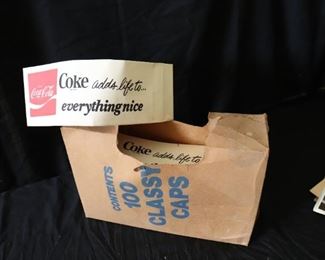 Coca-Cola
Coke adds life to...
everything nice
Coke adds life to...
CONTENTS
100
CLASSY
CAPS